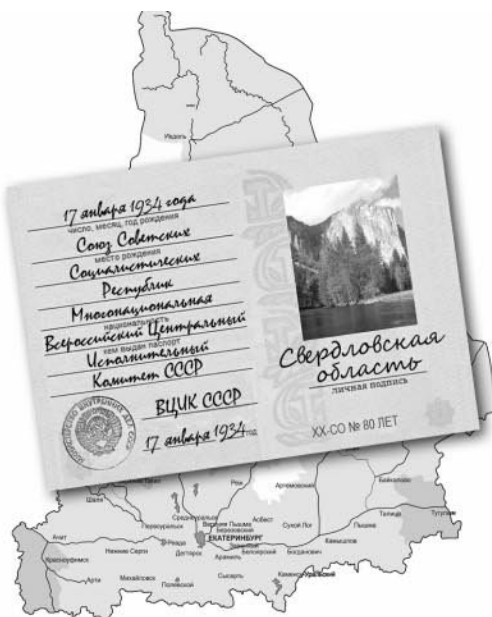 Ивдель
17 января 1934 года
число, месяц, год рождения
Союз Советских
место рождения
Социалистических
Республик
Многонациональная
национальность
Всероссийский Центральный
кем выдан паспорт
Исполнительный
Комитет СССР
ВЦИК СССР
17 января 1934 год
Свердловская
область
личная подпись
XX-СО № 80 ЛЕТ
Реж
Артемовский
Байкалово
Шаля
Среднеуральск
Верхняя Пышма
Асбест
Сухой Лог
Пышма
Талица
Тугулым
Первоуральск
Березовский
ЕКАТЕРИНБУРГ
Камышлов
Ачит
Ревда
Дегтярск
Арамиль
Белоярский
Богданович
Красноуфимск
Нижние Серги
Арти
Михайловск
Полевской
Сысерть
Каменск-Уральский